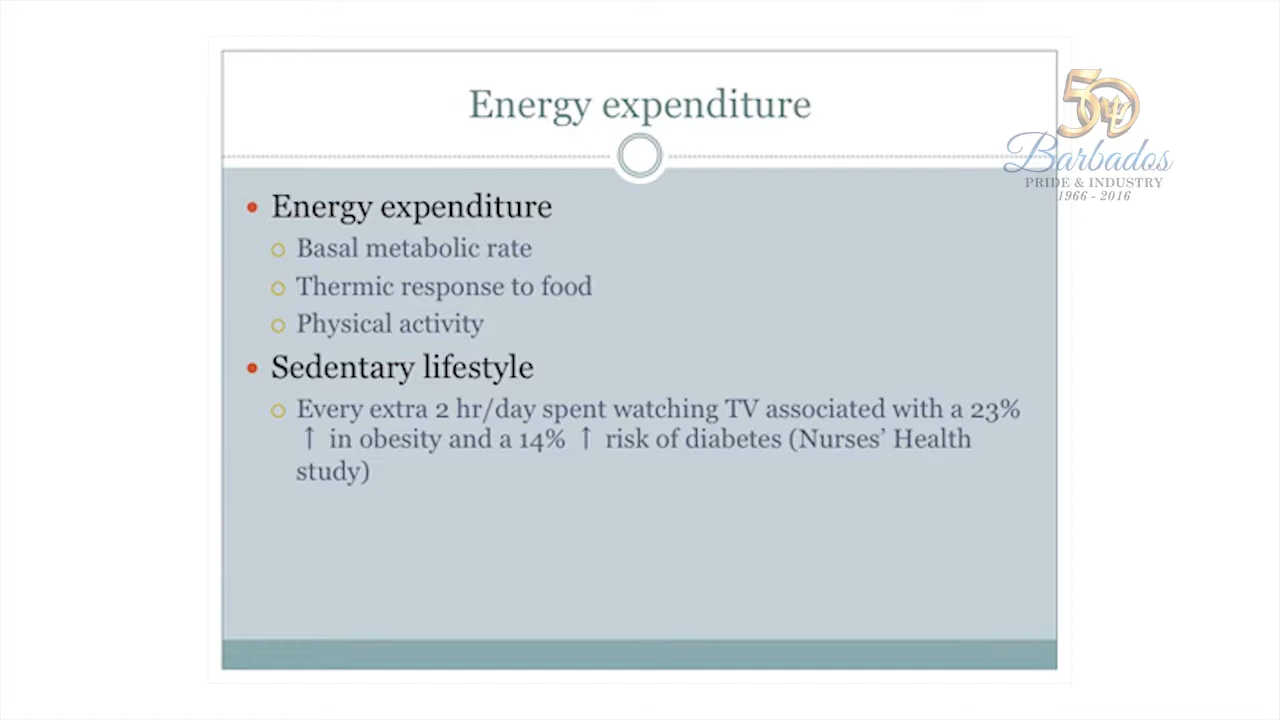 Energy expenditure
50
Barbados
PRIDE & INDUSTRY
1966 - 2016
• Energy expenditure
○ Basal metabolic rate
○ Thermic response to food
○ Physical activity
• Sedentary lifestyle
○ Every extra 2 hr/day spent watching TV associated with a 23%
↑ in obesity and a 14% ↑ risk of diabetes (Nurses’ Health
study)